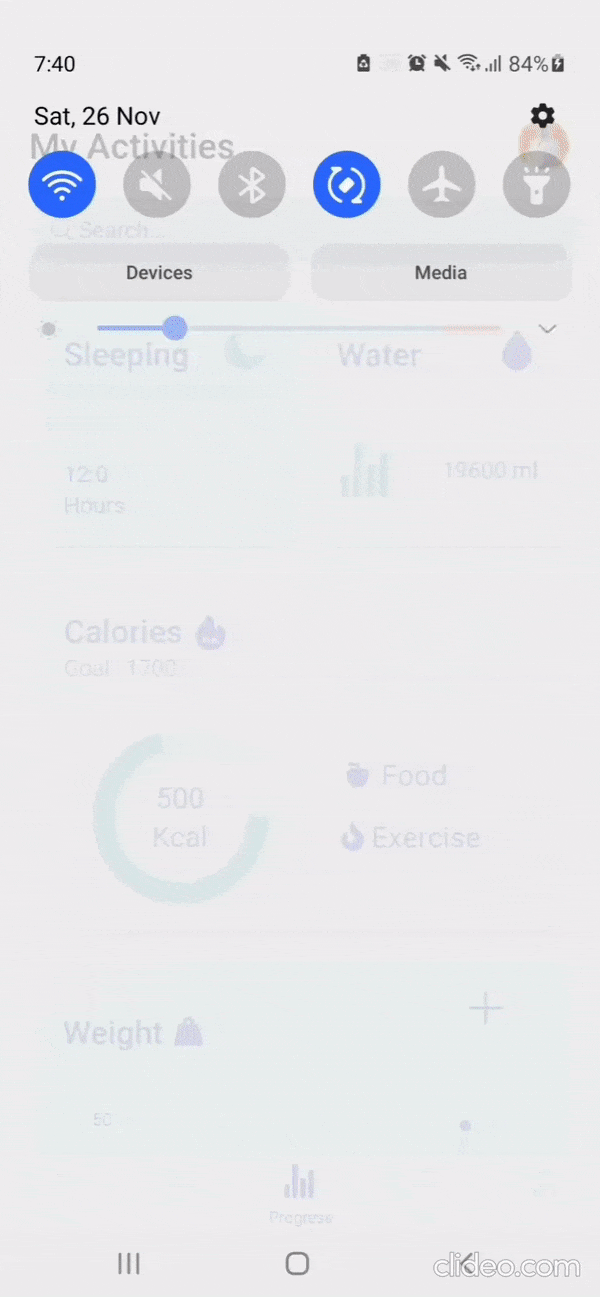 7:40 84%
Sat, 26 Nov
My Activities
Search...
Devices Media
Sleeping Water
12:0 19600 ml
Hours
Calories
Goal 1700
500 Food
Kcal Exercise
Weight
50
Progress
clideo.com